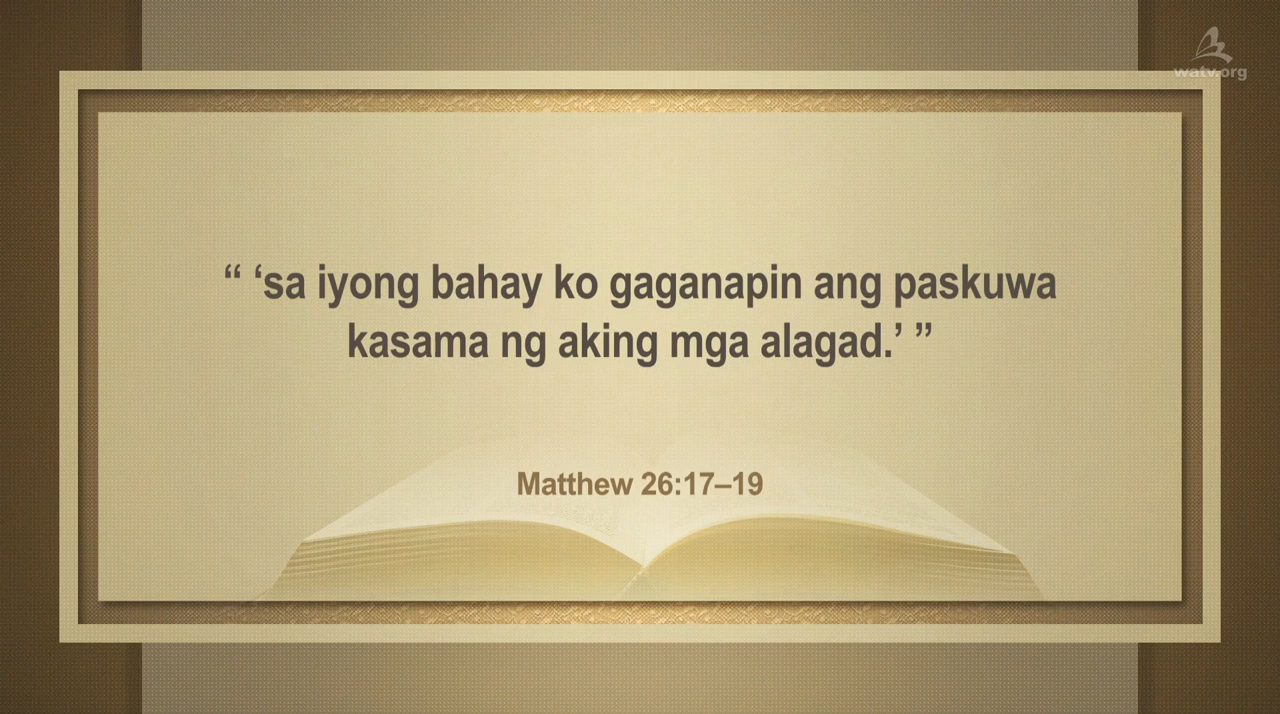 watv.org
“ ‘sa iyong bahay ko gaganapin ang paskuwa
kasama ng aking mga alagad.’ ”
Matthew 26:17–19